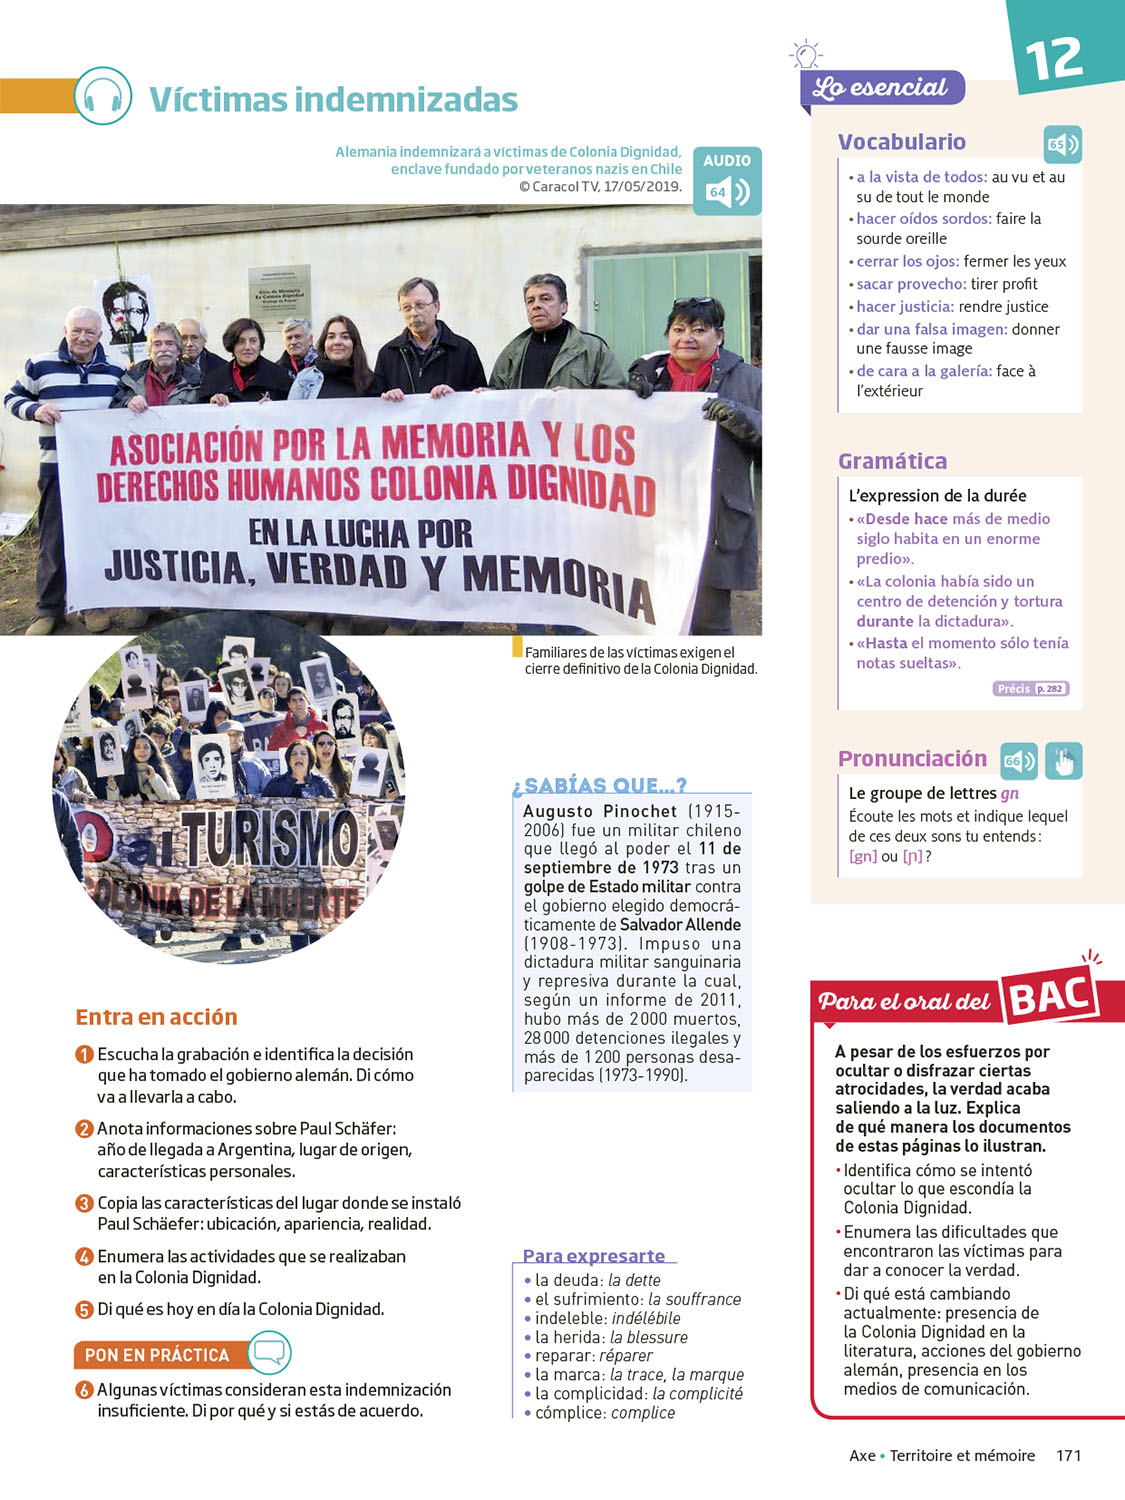 12
Víctimas indemnizadas
Alemania indemnizará a víctimas de Colonia Dignidad,
enclave fundado por veteranos nazis en Chile
© Caracol TV, 17/05/2019.
AUDIO
64
ASOCIACIÓN POR LA MEMORIA Y LOS
DERECHOS HUMANOS COLONIA DIGNIDAD
EN LA LUCHA POR
JUSTICIA, VERDAD Y MEMORIA
Familiares de las víctimas exigen el
cierre definitivo de la Colonia Dignidad.
al TURISMO
COLONIA DE LA MUERTE
¿SABÍAS QUE...?
Augusto Pinochet (1915-
2006) fue un militar chileno
que llegó al poder el 11 de
septiembre de 1973 tras un
golpe de Estado militar contra
el gobierno elegido democrá-
ticamente de Salvador Allende
(1908-1973). Impuso una
dictadura militar sanguinaria
y represiva durante la cual,
según un informe de 2011,
hubo más de 2 000 muertos,
28 000 detenciones ilegales y
más de 1 200 personas desa-
parecidas (1973-1990).
Entra en acción
1 Escucha la grabación e identifica la decisión
que ha tomado el gobierno alemán. Di cómo
va a llevarla a cabo.
2 Anota informaciones sobre Paul Schäfer:
año de llegada a Argentina, lugar de origen,
características personales.
3 Copia las características del lugar donde se instaló
Paul Schäefer: ubicación, apariencia, realidad.
4 Enumera las actividades que se realizaban
en la Colonia Dignidad.
5 Di qué es hoy en día la Colonia Dignidad.
PON EN PRÁCTICA
6 Algunas víctimas consideran esta indemnización
insuficiente. Di por qué y si estás de acuerdo.
Para expresarte
• la deuda: la dette
• el sufrimiento: la souffrance
• indeleble: indélébile
• la herida: la blessure
• reparar: réparer
• la marca: la trace, la marque
• la complicidad: la complicité
• cómplice: complice
Lo esencial
Vocabulario
65
• a la vista de todos: au vu et au
su de tout le monde
• hacer oídos sordos: faire la
sourde oreille
• cerrar los ojos: fermer les yeux
• sacar provecho: tirer profit
• hacer justicia: rendre justice
• dar una falsa imagen: donner
une fausse image
• de cara a la galería: face à
l'extérieur
Gramática
L'expression de la durée
• «Desde hace más de medio
siglo habita en un enorme
predio».
• «La colonia había sido un
centro de detención y tortura
durante la dictadura».
• «Hasta el momento sólo tenía
notas sueltas».
Précis p. 282
Pronunciación
66
Le groupe de lettres gn
Écoute les mots et indique lequel
de ces deux sons tu entends :
[gn] ou [ɲ] ?
Para el oral del BAC
A pesar de los esfuerzos por
ocultar o disfrazar ciertas
atrocidades, la verdad acaba
saliendo a la luz. Explica
de qué manera los documentos
de estas páginas lo ilustran.
• Identifica cómo se intentó
ocultar lo que escondía la
Colonia Dignidad.
• Enumera las dificultades que
encontraron las víctimas para
dar a conocer la verdad.
• Di qué está cambiando
actualmente: presencia de
la Colonia Dignidad en la
literatura, acciones del gobierno
alemán, presencia en los
medios de comunicación.
Axe • Territoire et mémoire 171